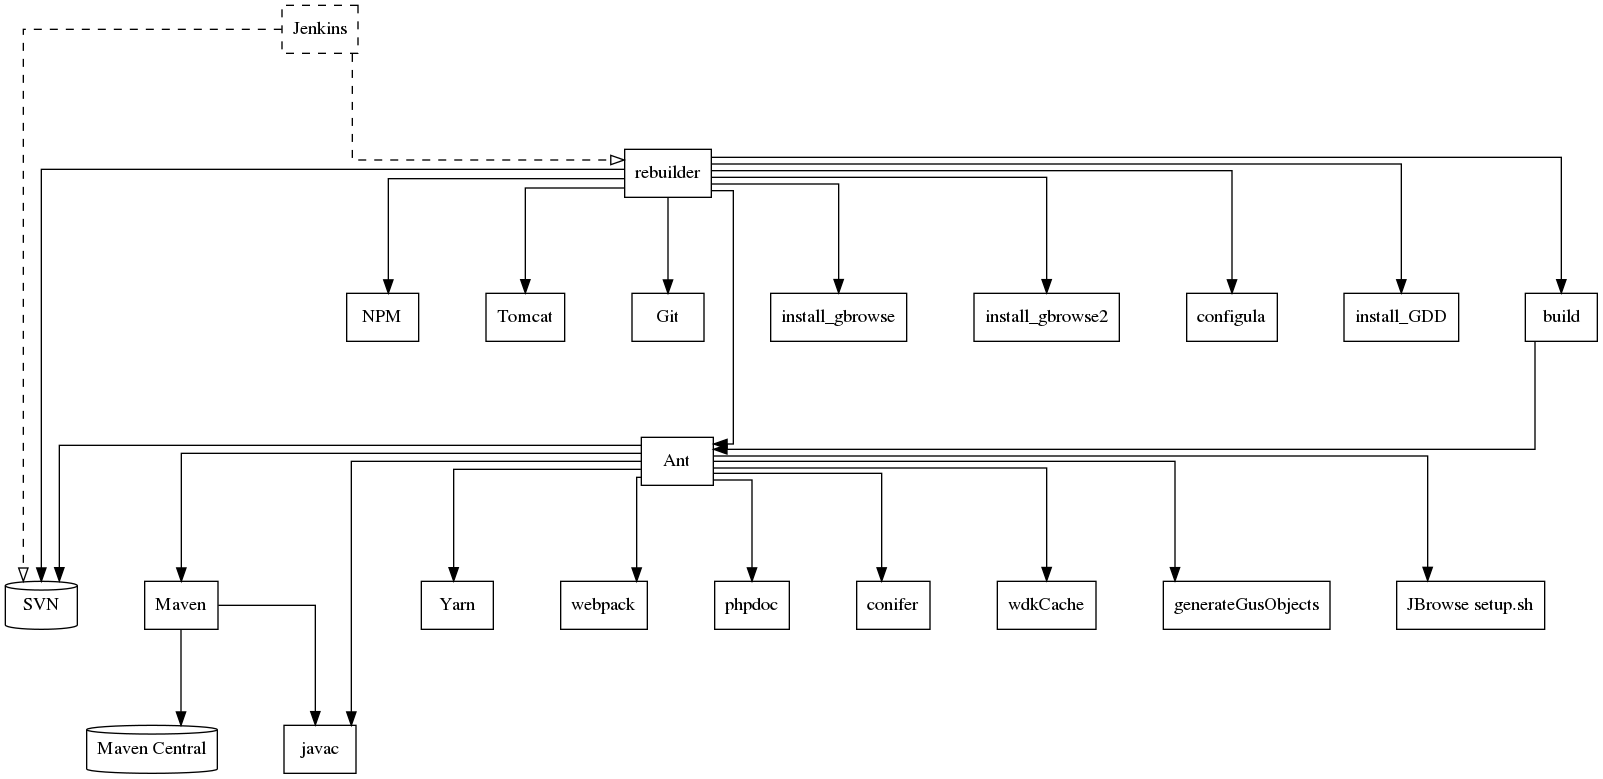 Jenkins
rebuilder
NPM
Tomcat
Git
install_gbrowse
install_gbrowse2
configula
install_GDD
build
Ant
SVN
Maven
Yarn
webpack
phpdoc
conifer
wdkCache
generateGusObjects
JBrowse setup.sh
Maven Central
javac